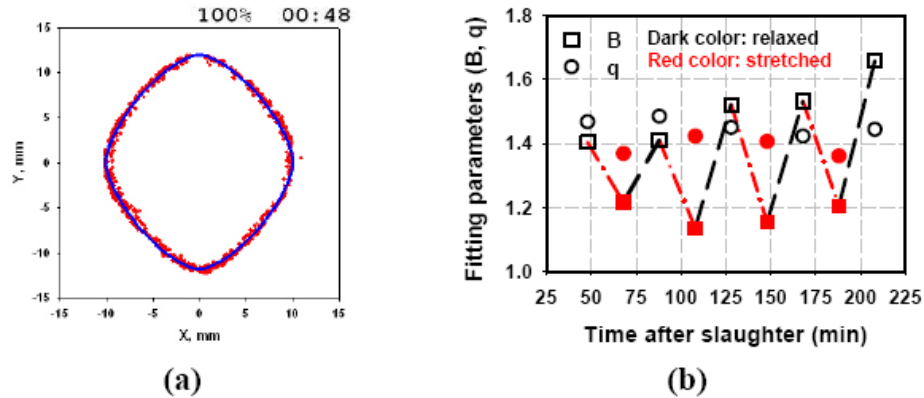 100% 00:48
15
10
5
0
-5
-10
-15
Y, mm
-15 -10 -5 0 5 10 15
X, mm
(a)
1.8
1.6
1.4
1.2
1.0
Fitting parameters (B, q)
B Dark color: relaxed
q Red color: stretched
25 50 75 100 125 150 175 200 225
Time after slaughter (min)
(b)